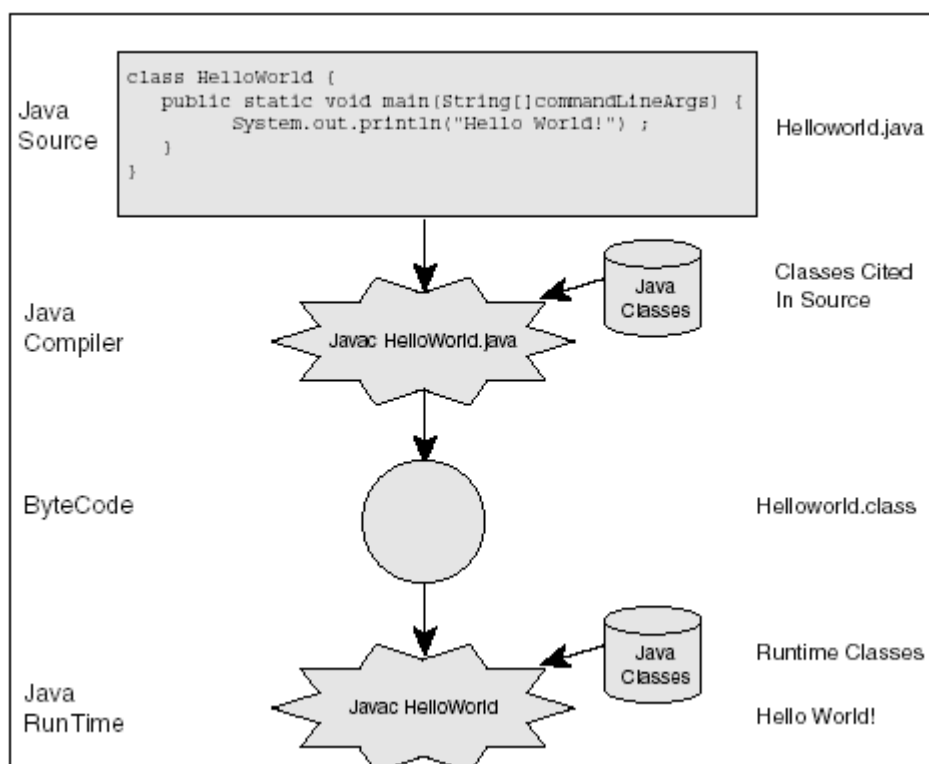 Java
Source
class HelloWorld {
public static void main(String[]commandLineArgs) {
System.out.println("Hello World!") ;
}
}
Helloworld.java
Java
Compiler
Javac HelloWorld.java
Java
Classes
Classes Cited
In Source
ByteCode
Helloworld.class
Java
RunTime
Javac HelloWorld
Java
Classes
Runtime Classes
Hello World!